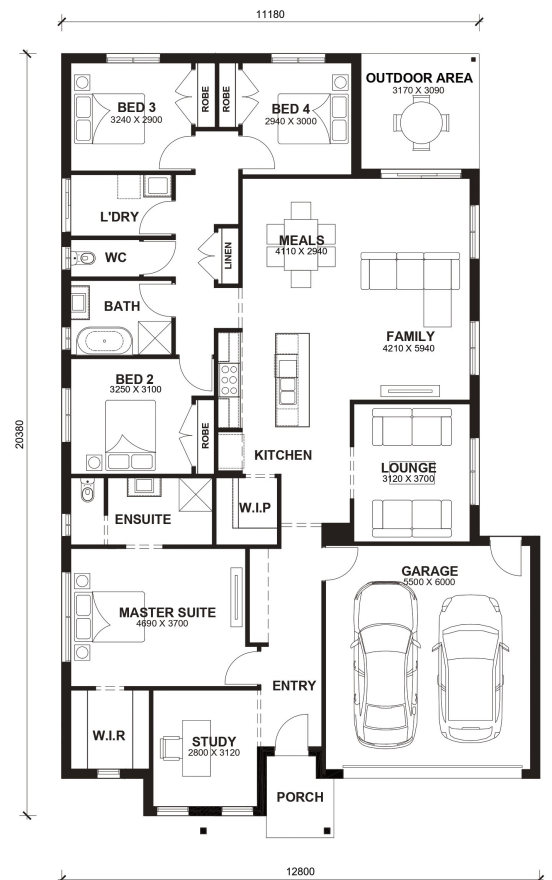 11180
20380
BED 3
3240 X 2900
ROBE
ROBE
BED 4
2940 X 3000
OUTDOOR AREA
3170 X 3090
L'DRY
WC
LINEN
MEALS
4110 X 2940
BATH
FAMILY
4210 X 5940
BED 2
3250 X 3100
ROBE
KITCHEN
LOUNGE
3120 X 3700
ENSUITE
W.I.P
GARAGE
5500 X 6000
MASTER SUITE
4690 X 3700
ENTRY
W.I.R
STUDY
2800 X 3120
PORCH
12800